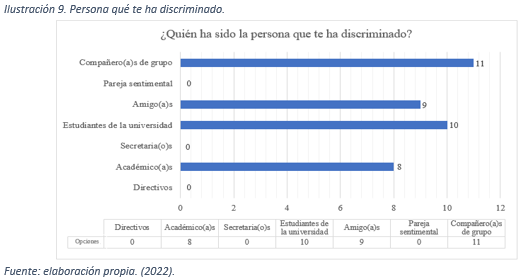 Ilustración 9. Persona qué te ha discriminado.
¿Quién ha sido la persona que te ha discriminado?
Compañero(a)s de grupo 11
Pareja sentimental 0
Amigo(a)s 9
Estudiantes de la universidad 10
Secretaria(o)s 0
Académico(a)s 8
Directivos 0
0 2 4 6 8 10 12
Directivos Académico(a)s Secretaria(o)s Estudiantes de la universidad Amigo(a)s Pareja sentimental Compañero(a)s de grupo
Opciones 0 8 0 10 9 0 11
Fuente: elaboración propia. (2022).